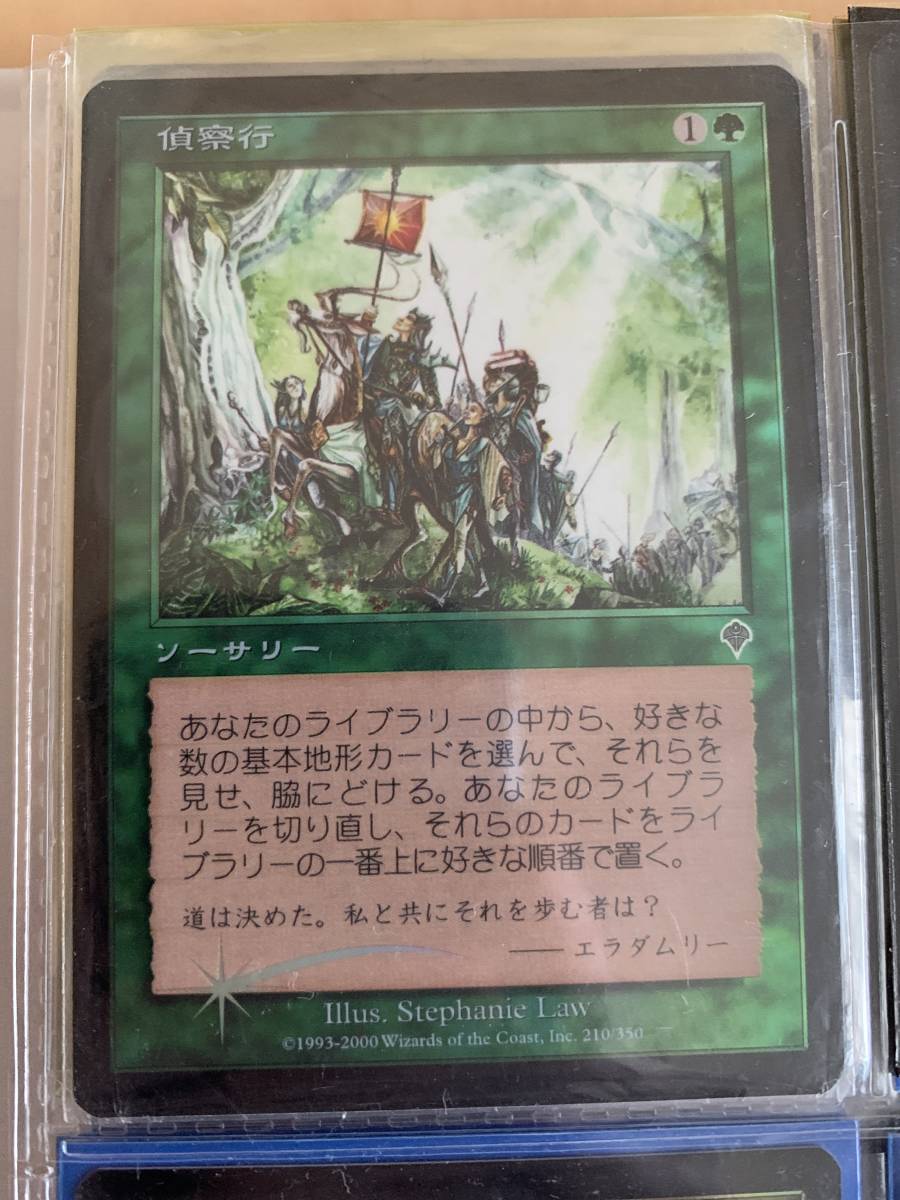 偵察行 1
ソーサリー
あなたのライブラリーの中から、好きな
数の基本地形カードを選んで、それらを
見せ、脇にどける。あなたのライブラ
リーを切り直し、それらのカードをライ
ブラリーの一番上に好きな順番で置く。
道は決めた。私と共にそれを歩む者は？
—— エラダムリー
Illus. Stephanie Law
©1993-2000 Wizards of the Coast, Inc. 210/350